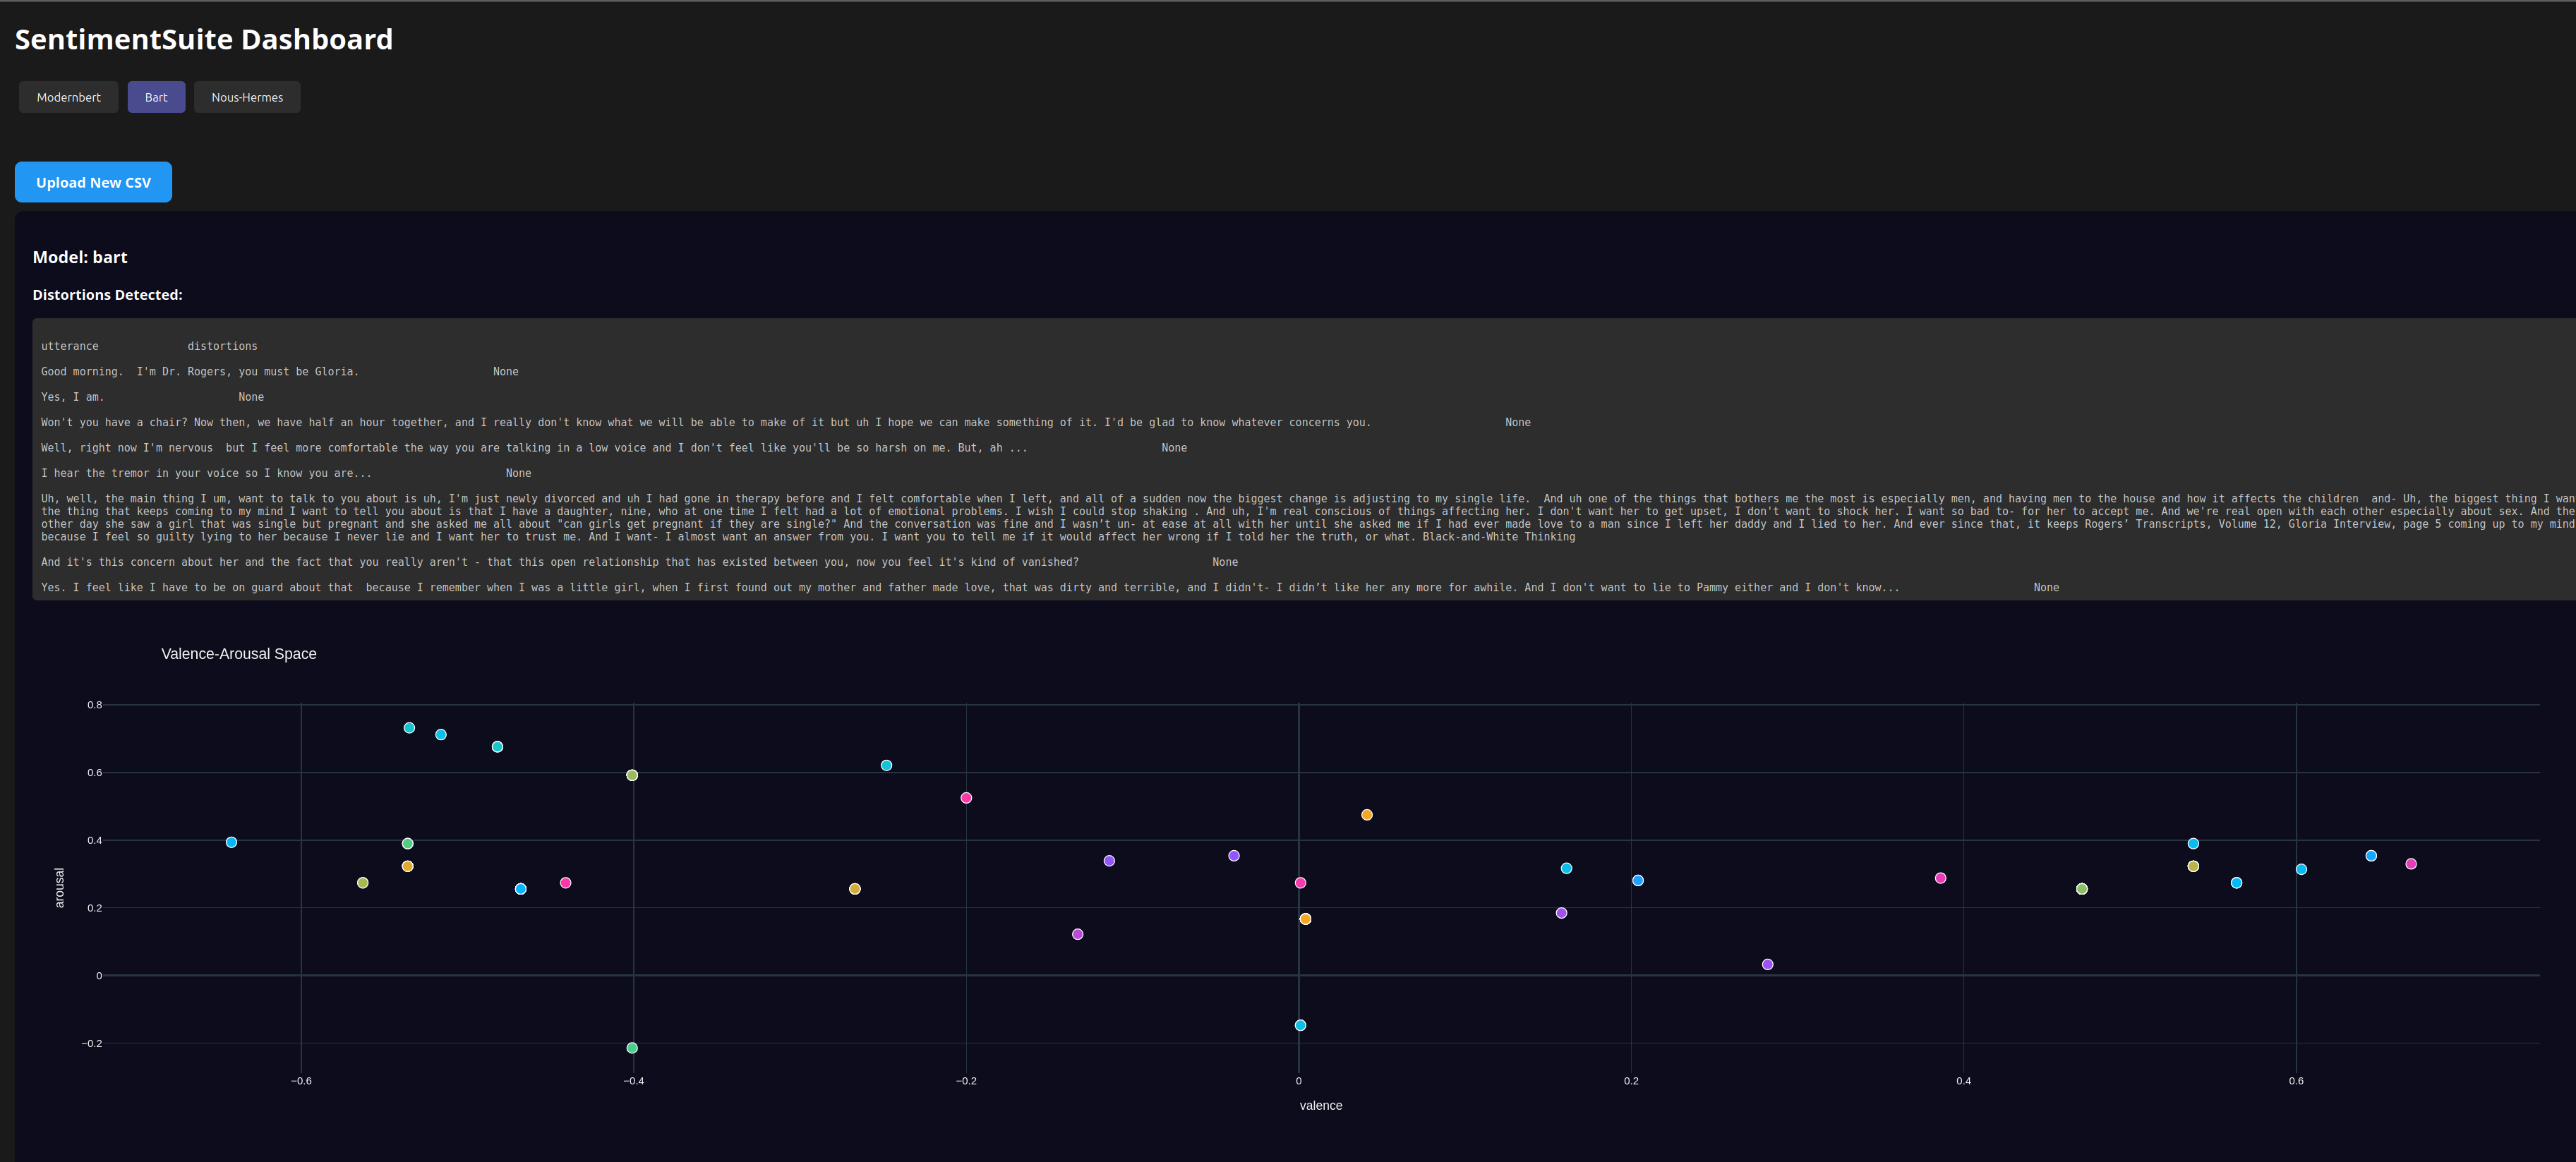 SentimentSuite Dashboard
Modernbert Bart Nous-Hermes
Upload New CSV
Model: bart
Distortions Detected:
utterance distortions
Good morning. I'm Dr. Rogers, you must be Gloria. None
Yes, I am. None
Won't you have a chair? Now then, we have half an hour together, and I really don't know what we will be able to make of it but uh I hope we can make something of it. I'd be glad to know whatever concerns you. None
Well, right now I'm nervous but I feel more comfortable the way you are talking in a low voice and I don't feel like you'll be so harsh on me. But, ah ... None
I hear the tremor in your voice so I know you are... None
Uh, well, the main thing I um, want to talk to you about is uh, I'm just newly divorced and uh I had gone in therapy before and I felt comfortable when I left, and all of a sudden now the biggest change is adjusting to my single life. And uh one of the things that bothers me the most is especially men, and having men to the house and how it affects the children and- Uh, the biggest thing I wan
the thing that keeps coming to my mind I want to tell you about is that I have a daughter, nine, who at one time I felt had a lot of emotional problems. I wish I could stop shaking . And uh, I'm real conscious of things affecting her. I don't want her to get upset, I don't want to shock her. I want so bad to- for her to accept me. And we're real open with each other especially about sex. And the
other day she saw a girl that was single but pregnant and she asked me all about "can girls get pregnant if they are single?" And the conversation was fine and I wasn’t un- at ease at all with her until she asked me if I had ever made love to a man since I left her daddy and I lied to her. And ever since that, it keeps Rogers’ Transcripts, Volume 12, Gloria Interview, page 5 coming up to my mind
because I feel so guilty lying to her because I never lie and I want her to trust me. And I want- I almost want an answer from you. I want you to tell me if it would affect her wrong if I told her the truth, or what. Black-and-White Thinking
And it's this concern about her and the fact that you really aren't - that this open relationship that has existed between you, now you feel it's kind of vanished? None
Yes. I feel like I have to be on guard about that because I remember when I was a little girl, when I first found out my mother and father made love, that was dirty and terrible, and I didn't- I didn’t like her any more for awhile. And I don't want to lie to Pammy either and I don't know... None
Valence-Arousal Space
0.8
0.6
0.4
arousal
0.2
0
−0.2
−0.6 −0.4 −0.2 0 0.2 0.4 0.6
valence